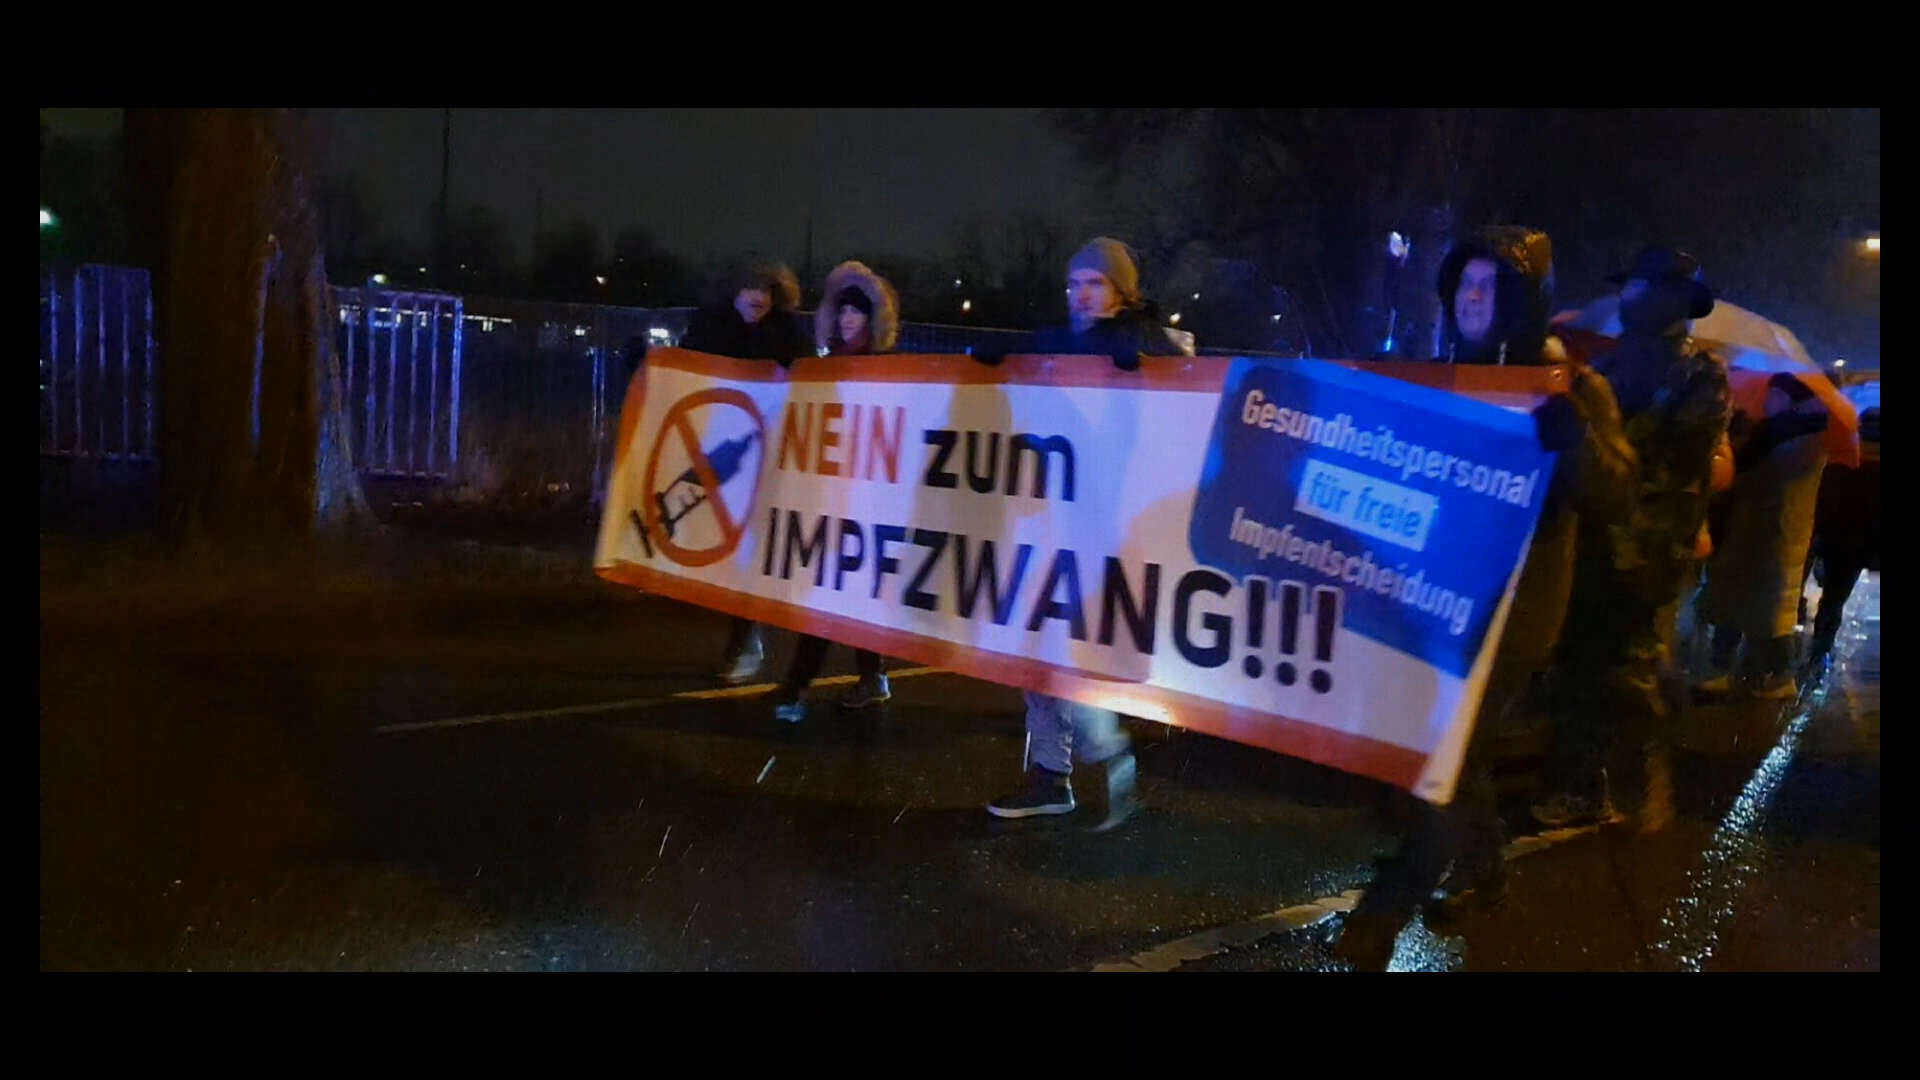 NEIN zum
IMPFZWANG!!!
Gesundheitspersonal
für freie
Impfentscheidung